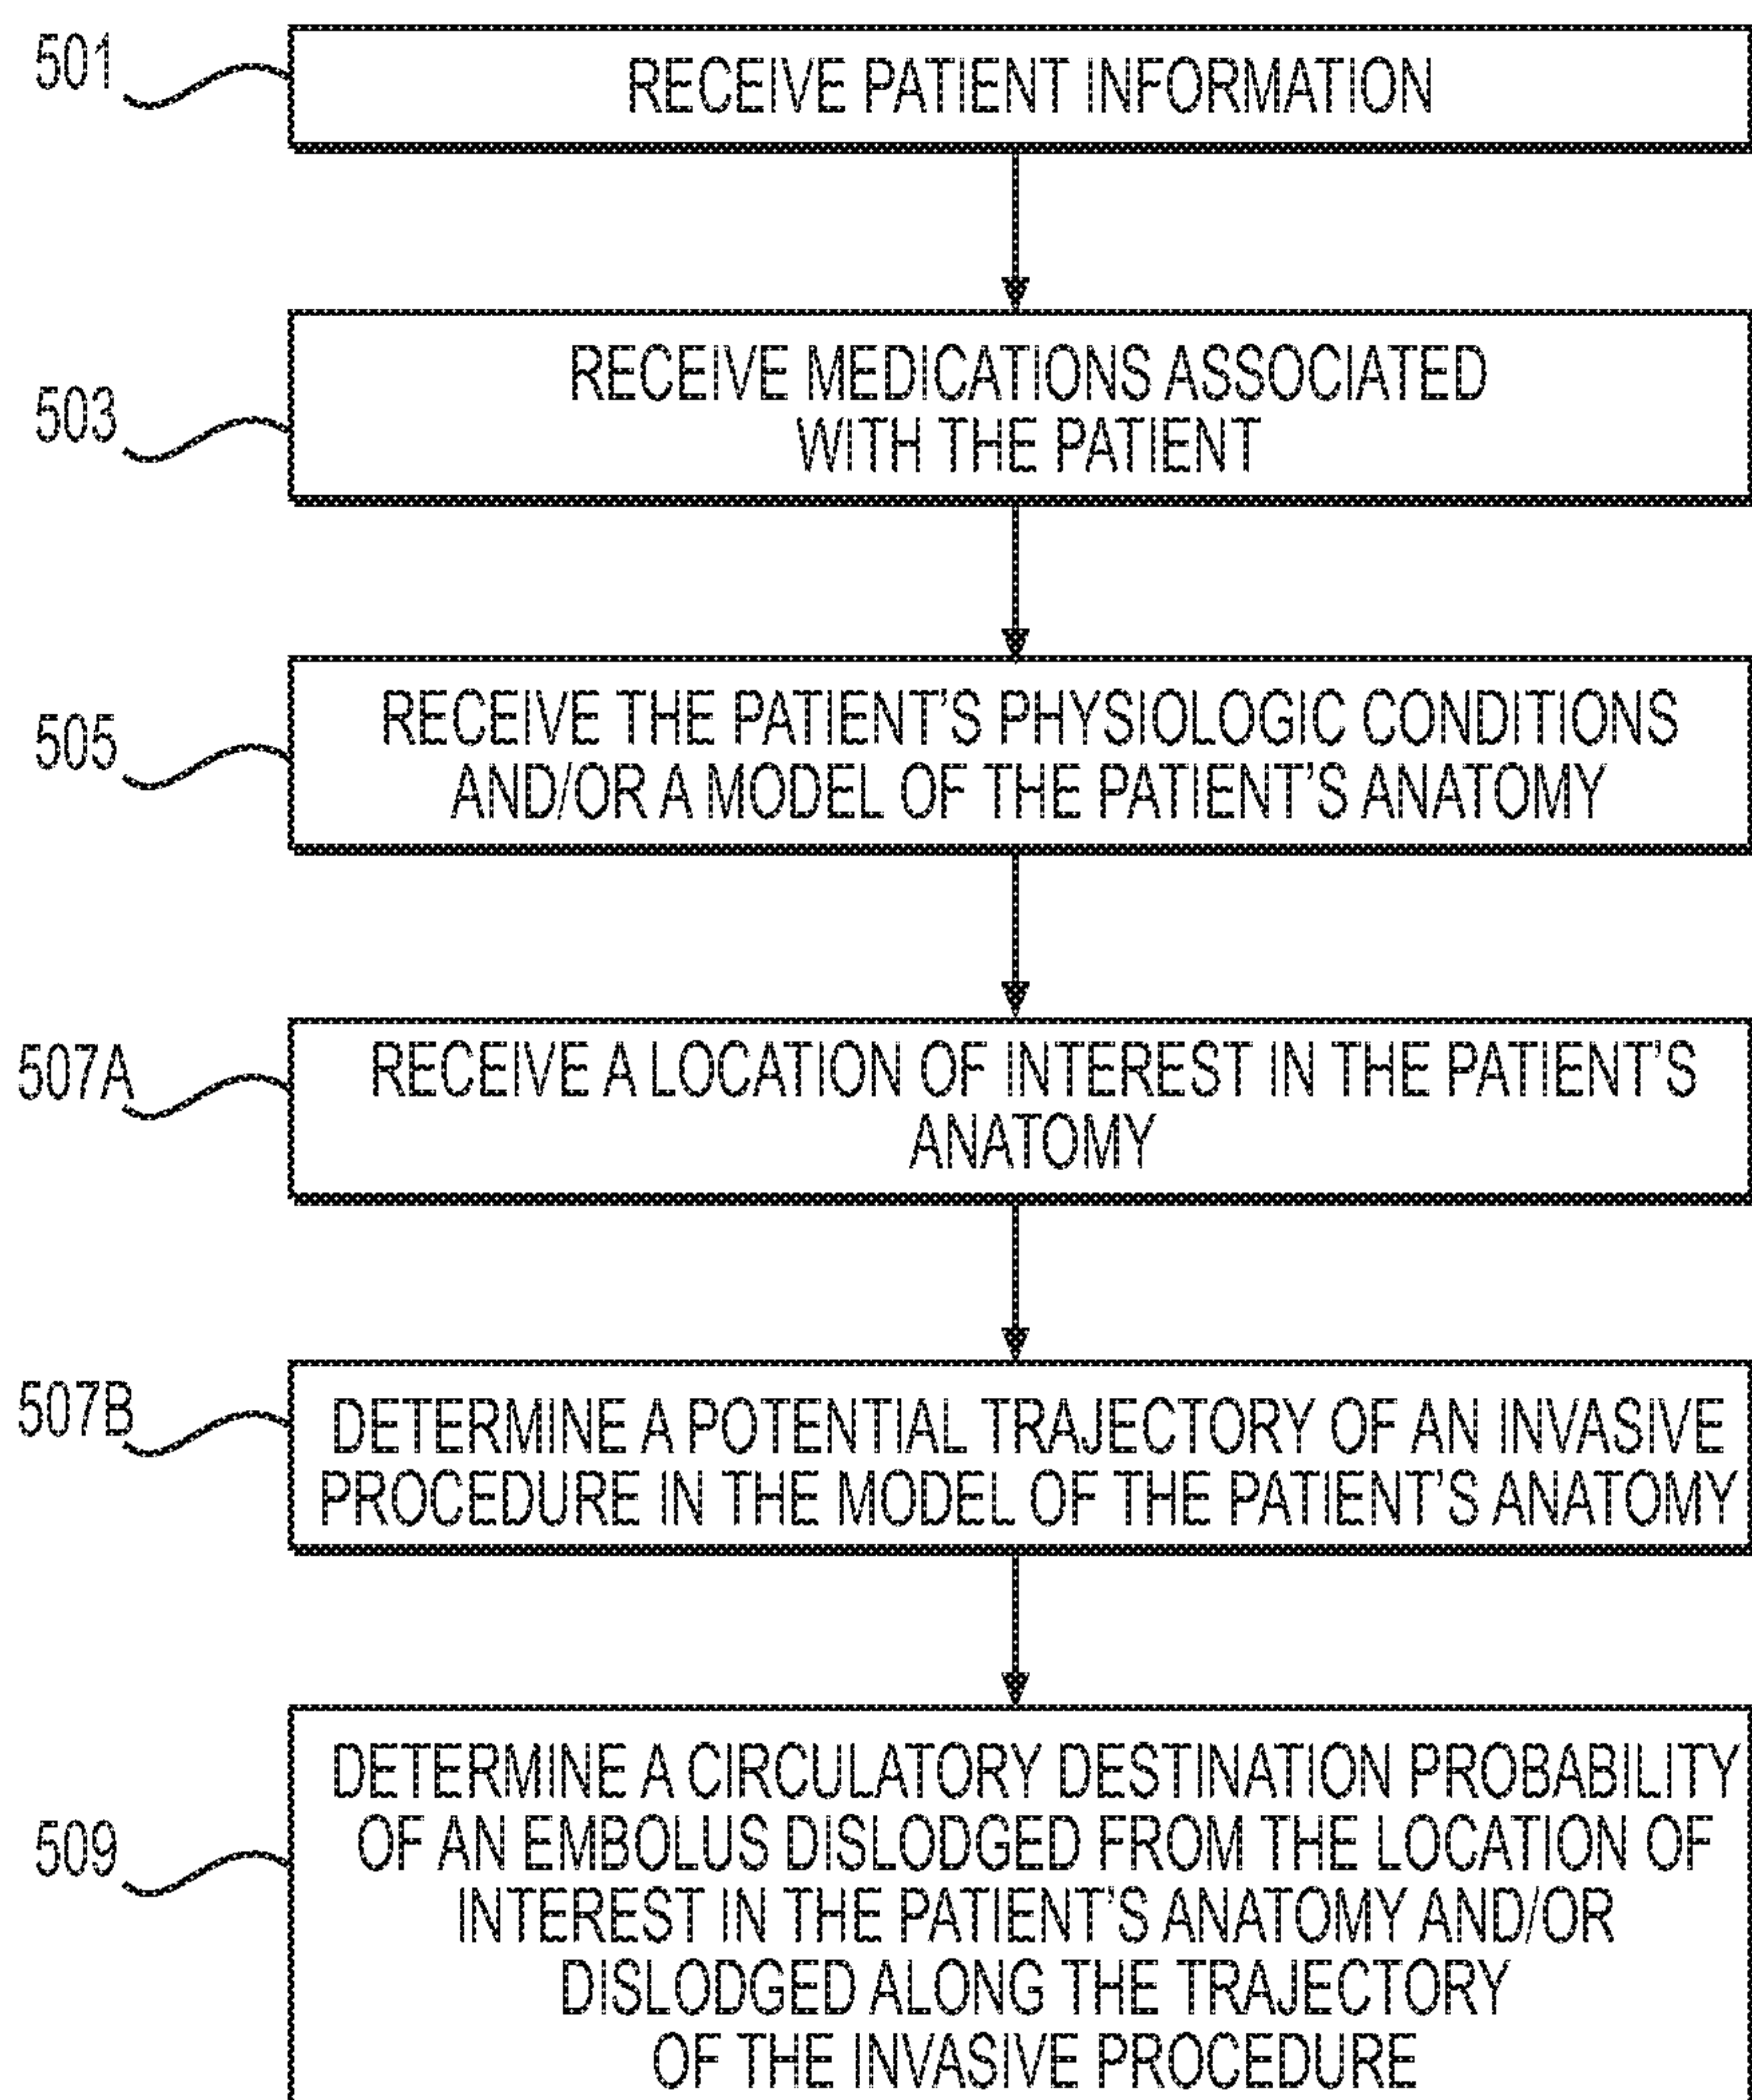 501
RECEIVE PATIENT INFORMATION
503
RECEIVE MEDICATIONS ASSOCIATED
WITH THE PATIENT
505
RECEIVE THE PATIENT'S PHYSIOLOGIC CONDITIONS
AND/OR A MODEL OF THE PATIENT'S ANATOMY
507A
RECEIVE A LOCATION OF INTEREST IN THE PATIENT'S
ANATOMY
507B
DETERMINE A POTENTIAL TRAJECTORY OF AN INVASIVE
PROCEDURE IN THE MODEL OF THE PATIENT'S ANATOMY
509
DETERMINE A CIRCULATORY DESTINATION PROBABILITY
OF AN EMBOLUS DISLODGED FROM THE LOCATION OF
INTEREST IN THE PATIENT'S ANATOMY AND/OR
DISLODGED ALONG THE TRAJECTORY
OF THE INVASIVE PROCEDURE